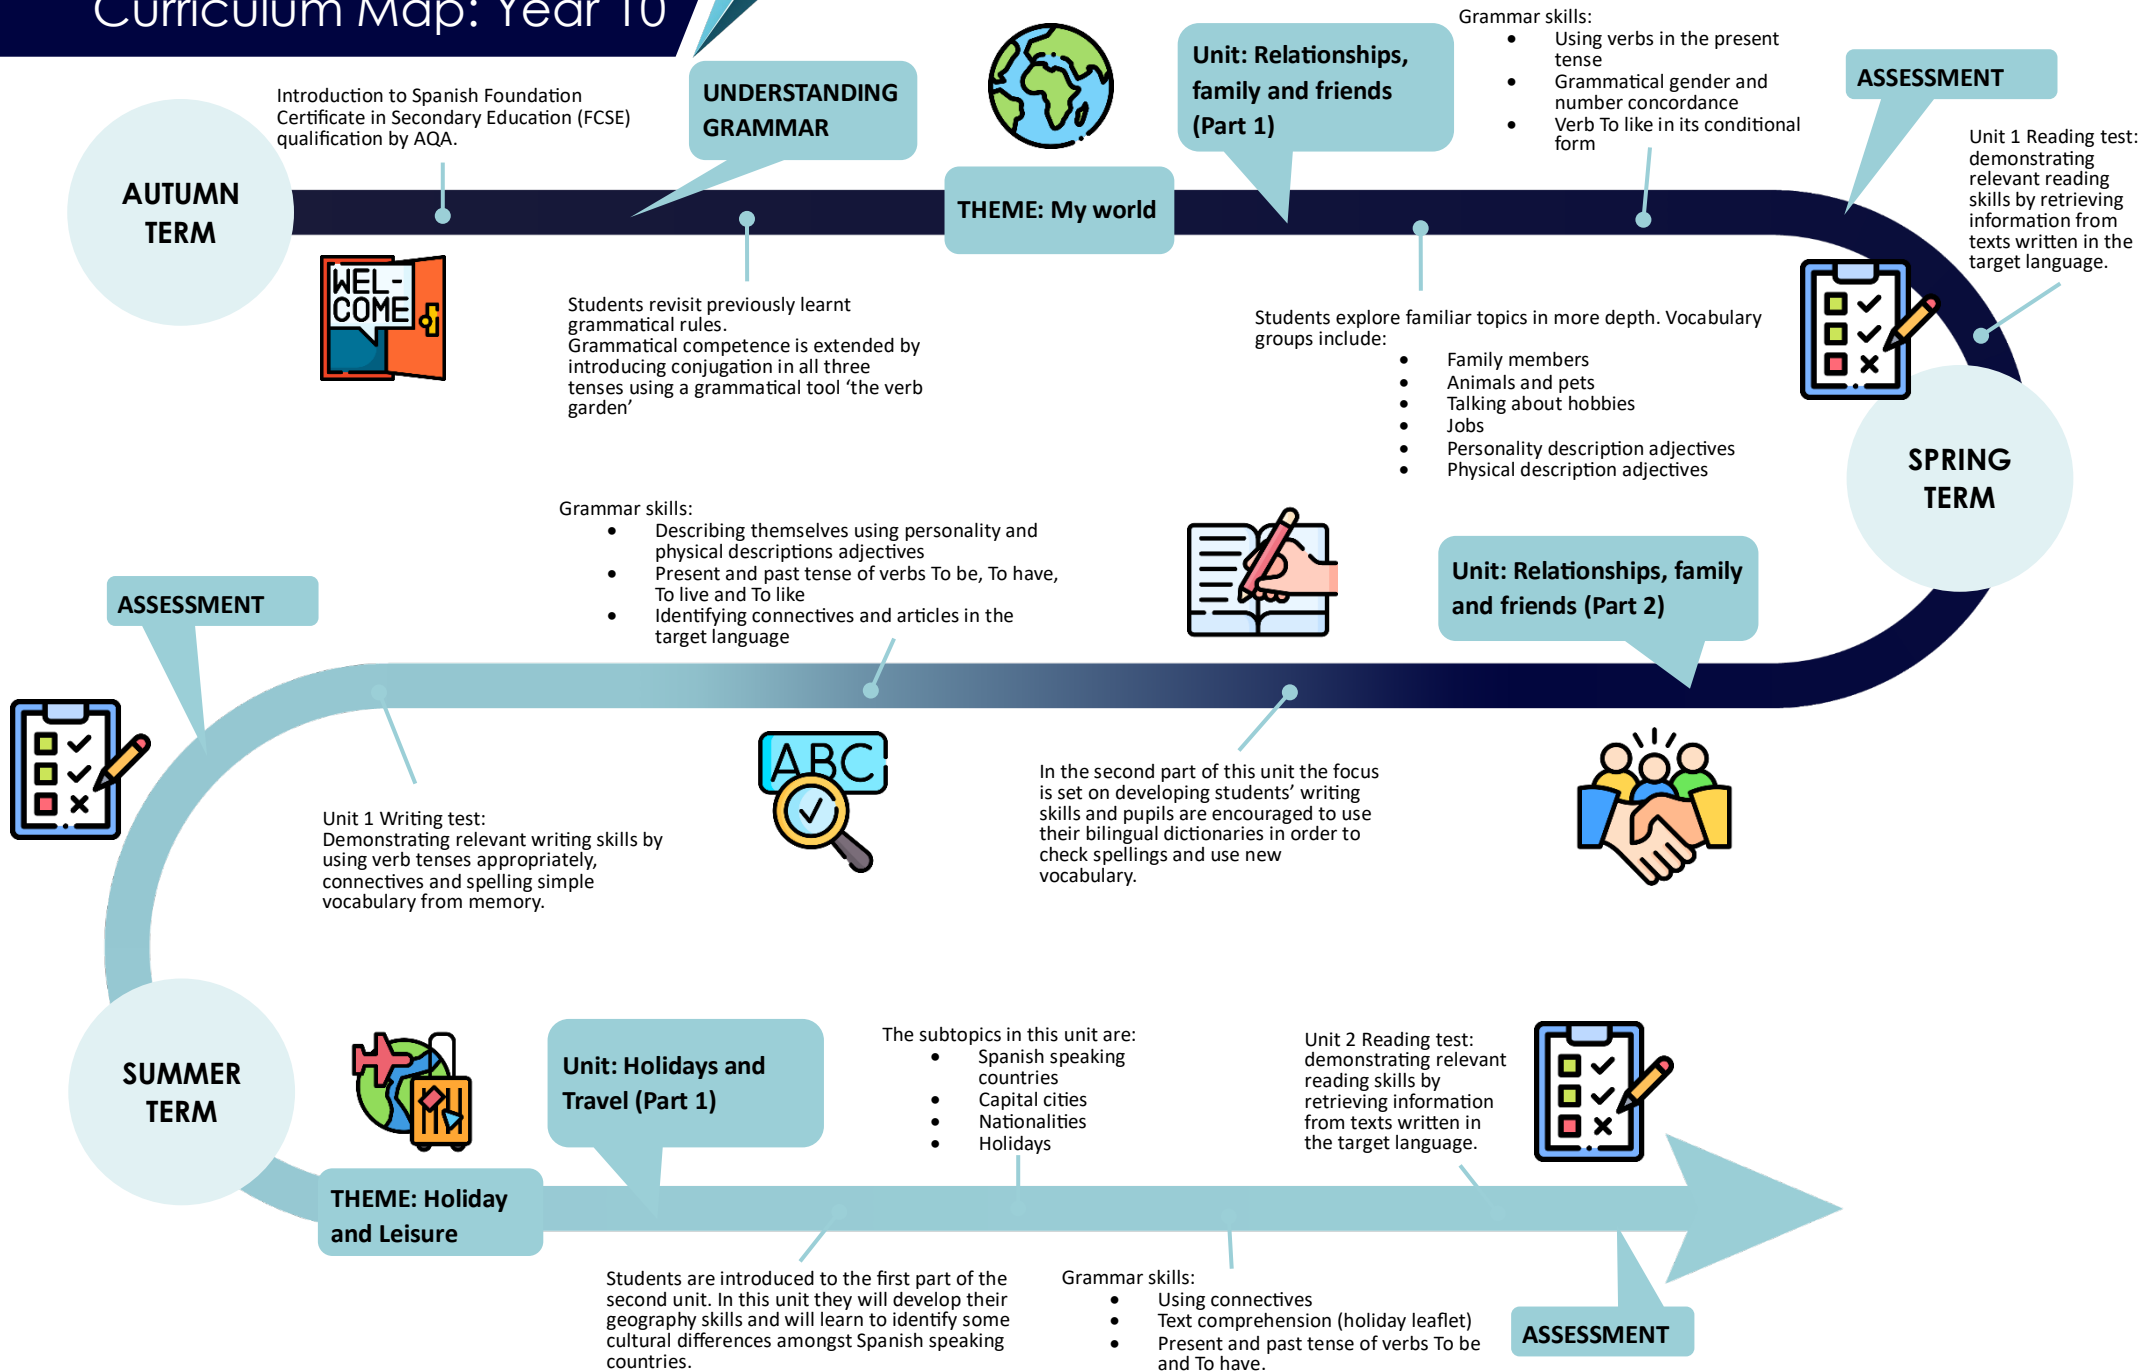 Curriculum Map: Year 10
AUTUMN
TERM
Introduction to Spanish Foundation
Certificate in Secondary Education (FCSE)
qualification by AQA.
WEL-
COME
UNDERSTANDING
GRAMMAR
Students revisit previously learnt
grammatical rules.
Grammatical competence is extended by
introducing conjugation in all three
tenses using a grammatical tool ‘the verb
garden’
THEME: My world
Unit: Relationships,
family and friends
(Part 1)
Students explore familiar topics in more depth. Vocabulary
groups include:
• Family members
• Animals and pets
• Talking about hobbies
• Jobs
• Personality description adjectives
• Physical description adjectives
Grammar skills:
• Using verbs in the present
tense
• Grammatical gender and
number concordance
• Verb To like in its conditional
form
ASSESSMENT
Unit 1 Reading test:
demonstrating
relevant reading
skills by retrieving
information from
texts written in the
target language.
SPRING
TERM
Unit: Relationships, family
and friends (Part 2)
In the second part of this unit the focus
is set on developing students’ writing
skills and pupils are encouraged to use
their bilingual dictionaries in order to
check spellings and use new
vocabulary.
Grammar skills:
• Describing themselves using personality and
physical descriptions adjectives
• Present and past tense of verbs To be, To have,
To live and To like
• Identifying connectives and articles in the
target language
ABC
Unit 1 Writing test:
Demonstrating relevant writing skills by
using verb tenses appropriately,
connectives and spelling simple
vocabulary from memory.
ASSESSMENT
SUMMER
TERM
THEME: Holiday
and Leisure
Unit: Holidays and
Travel (Part 1)
Students are introduced to the first part of the
second unit. In this unit they will develop their
geography skills and will learn to identify some
cultural differences amongst Spanish speaking
countries.
The subtopics in this unit are:
• Spanish speaking
countries
• Capital cities
• Nationalities
• Holidays
Grammar skills:
• Using connectives
• Text comprehension (holiday leaflet)
• Present and past tense of verbs To be
and To have.
Unit 2 Reading test:
demonstrating relevant
reading skills by
retrieving information
from texts written in
the target language.
ASSESSMENT